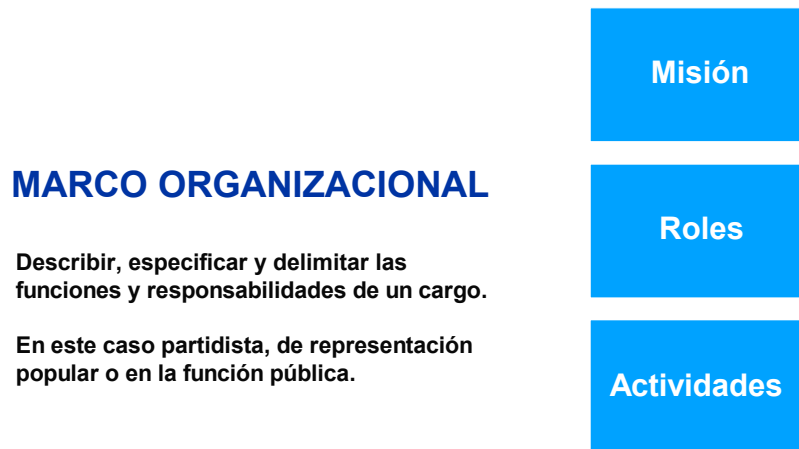 MARCO ORGANIZACIONAL
Describir, especificar y delimitar las
funciones y responsabilidades de un cargo.
En este caso partidista, de representación
popular o en la función pública.
Misión
Roles
Actividades